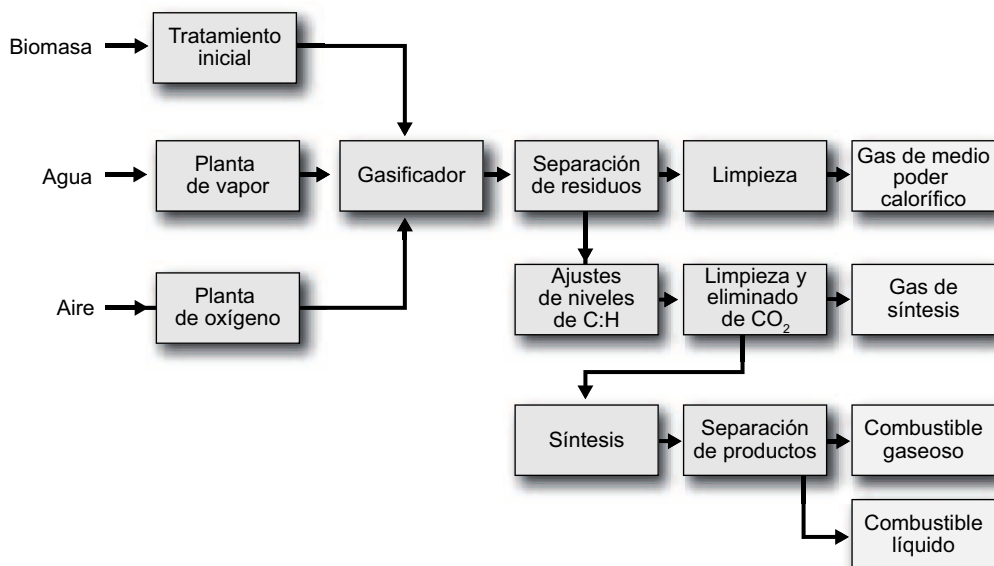 Biomasa
Tratamiento
inicial
Agua
Planta
de vapor
Gasificador
Separación
de residuos
Limpieza
Gas de medio
poder
calorífico
Aire
Planta
de oxígeno
Ajustes
de niveles
de C:H
Limpieza y
eliminado
de CO₂
Gas de
síntesis
Síntesis
Separación
de productos
Combustible
gaseoso
Combustible
líquido